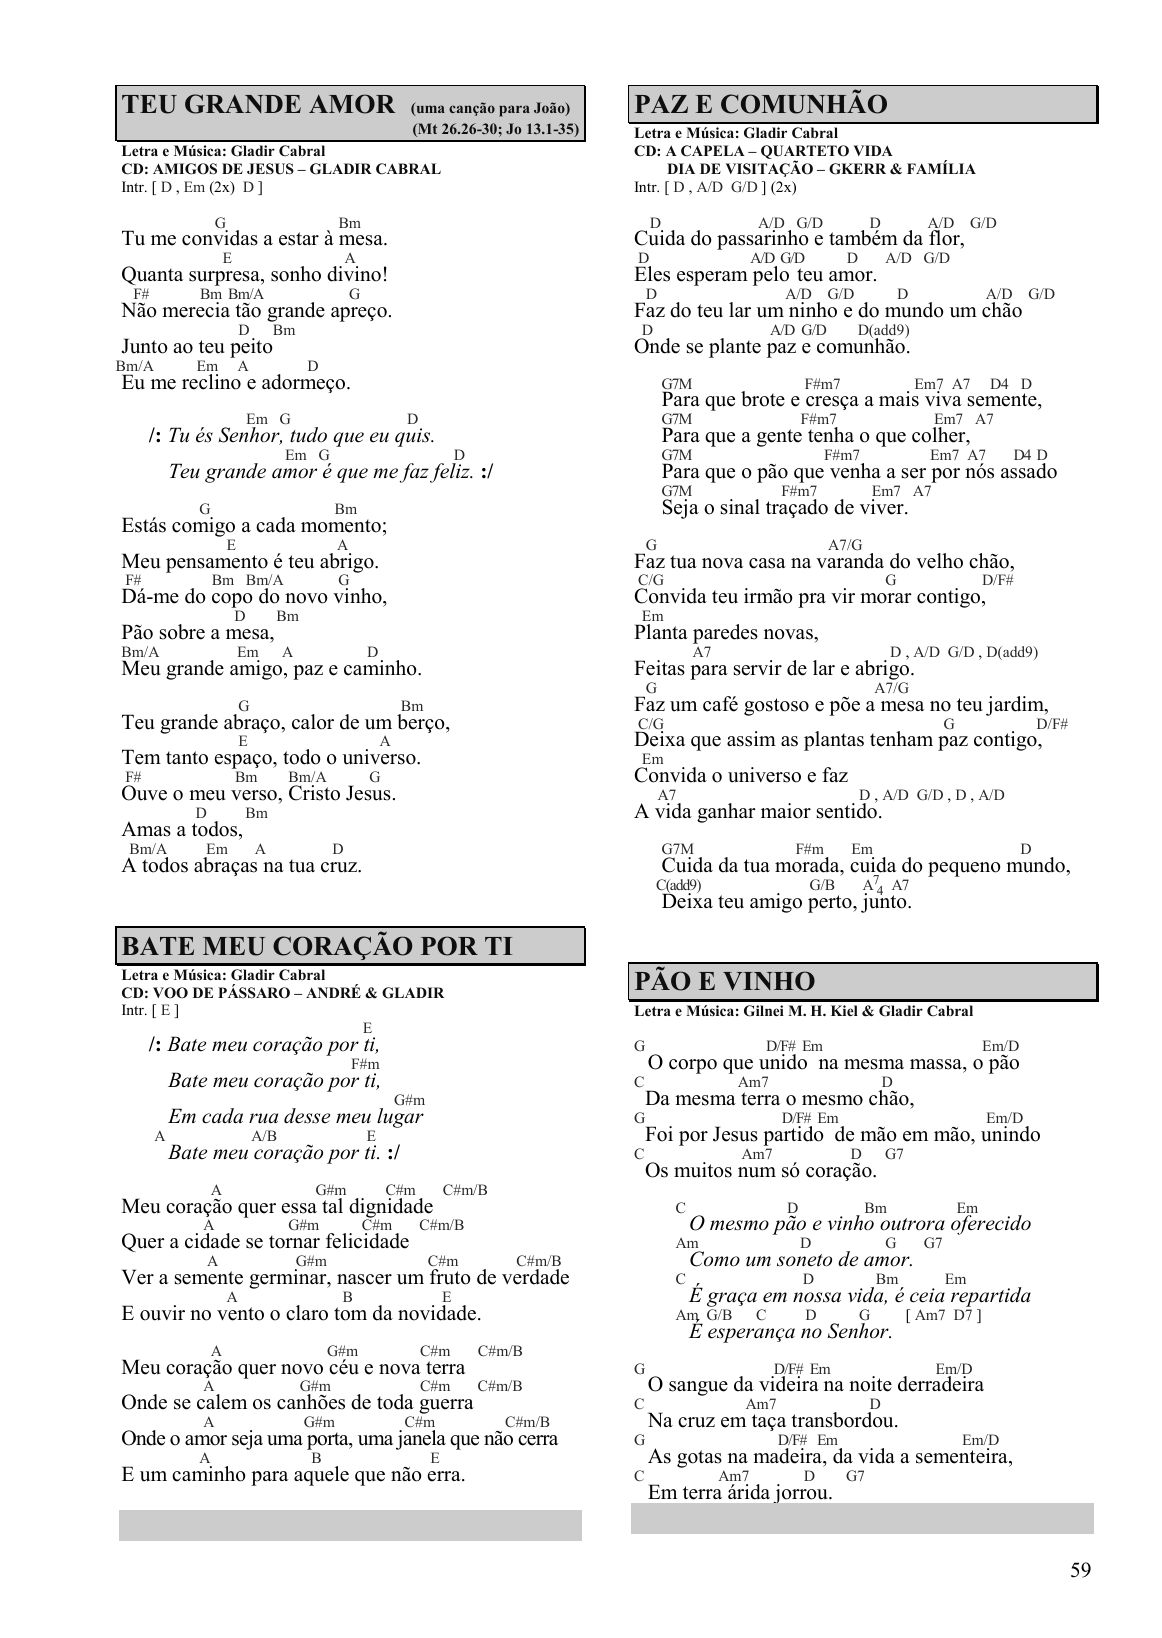 TEU GRANDE AMOR (uma canção para João)
(Mt 26.26-30; Jo 13.1-35)
Letra e Música: Gladir Cabral
CD: AMIGOS DE JESUS – GLADIR CABRAL
Intr. [ D , Em (2x) D ]
G Bm
Tu me convidas a estar à mesa.
E A
Quanta surpresa, sonho divino!
F# Bm Bm/A G
Não merecia tão grande apreço.
D Bm
Junto ao teu peito
Bm/A Em A D
Eu me reclino e adormeço.
Em G D
/: Tu és Senhor, tudo que eu quis.
Em G D
Teu grande amor é que me faz feliz. :/
G Bm
Estás comigo a cada momento;
E A
Meu pensamento é teu abrigo.
F# Bm Bm/A G
Dá-me do copo do novo vinho,
D Bm
Pão sobre a mesa,
Bm/A Em A D
Meu grande amigo, paz e caminho.
G Bm
Teu grande abraço, calor de um berço,
E A
Tem tanto espaço, todo o universo.
F# Bm Bm/A G
Ouve o meu verso, Cristo Jesus.
D Bm
Amas a todos,
Bm/A Em A D
A todos abraças na tua cruz.
BATE MEU CORAÇÃO POR TI
Letra e Música: Gladir Cabral
CD: VOO DE PÁSSARO – ANDRÉ & GLADIR
Intr. [ E ]
E
/: Bate meu coração por ti,
F#m
Bate meu coração por ti,
G#m
Em cada rua desse meu lugar
A A/B E
Bate meu coração por ti. :/
A G#m C#m C#m/B
Meu coração quer essa tal dignidade
A G#m C#m C#m/B
Quer a cidade se tornar felicidade
A G#m C#m C#m/B
Ver a semente germinar, nascer um fruto de verdade
A B E
E ouvir no vento o claro tom da novidade.
A G#m C#m C#m/B
Meu coração quer novo céu e nova terra
A G#m C#m C#m/B
Onde se calem os canhões de toda guerra
A G#m C#m C#m/B
Onde o amor seja uma porta, uma janela que não cerra
A B E
E um caminho para aquele que não erra.
PAZ E COMUNHÃO
Letra e Música: Gladir Cabral
CD: A CAPELA – QUARTETO VIDA
DIA DE VISITAÇÃO – GKERR & FAMÍLIA
Intr. [ D , A/D G/D ] (2x)
D A/D G/D D A/D G/D
Cuida do passarinho e também da flor,
D A/D G/D D A/D G/D
Eles esperam pelo teu amor.
D A/D G/D D A/D G/D
Faz do teu lar um ninho e do mundo um chão
D A/D G/D D(add9)
Onde se plante paz e comunhão.
G7M F#m7 Em7 A7 D4 D
Para que brote e cresça a mais viva semente,
G7M F#m7 Em7 A7
Para que a gente tenha o que colher,
G7M F#m7 Em7 A7 D4 D
Para que o pão que venha a ser por nós assado
G7M F#m7 Em7 A7
Seja o sinal traçado de viver.
G A7/G
Faz tua nova casa na varanda do velho chão,
C/G G D/F#
Convida teu irmão pra vir morar contigo,
Em
Planta paredes novas,
A7 D , A/D G/D , D(add9)
Feitas para servir de lar e abrigo.
G A7/G
Faz um café gostoso e põe a mesa no teu jardim,
C/G G D/F#
Deixa que assim as plantas tenham paz contigo,
Em
Convida o universo e faz
A7 D , A/D G/D , D , A/D
A vida ganhar maior sentido.
G7M F#m Em D
Cuida da tua morada, cuida do pequeno mundo,
C(add9) G/B A74 A7
Deixa teu amigo perto, junto.
PÃO E VINHO
Letra e Música: Gilnei M. H. Kiel & Gladir Cabral
G D/F# Em Em/D
O corpo que unido na mesma massa, o pão
C Am7 D
Da mesma terra o mesmo chão,
G D/F# Em Em/D
Foi por Jesus partido de mão em mão, unindo
C Am7 D G7
Os muitos num só coração.
C D Bm Em
O mesmo pão e vinho outrora oferecido
Am D G G7
Como um soneto de amor.
C D Bm Em
É graça em nossa vida, é ceia repartida
Am G/B C D G [ Am7 D7 ]
É esperança no Senhor.
G D/F# Em Em/D
O sangue da videira na noite derradeira
C Am7 D
Na cruz em taça transbordou.
G D/F# Em Em/D
As gotas na madeira, da vida a sementeira,
C Am7 D G7
Em terra árida jorrou.
59